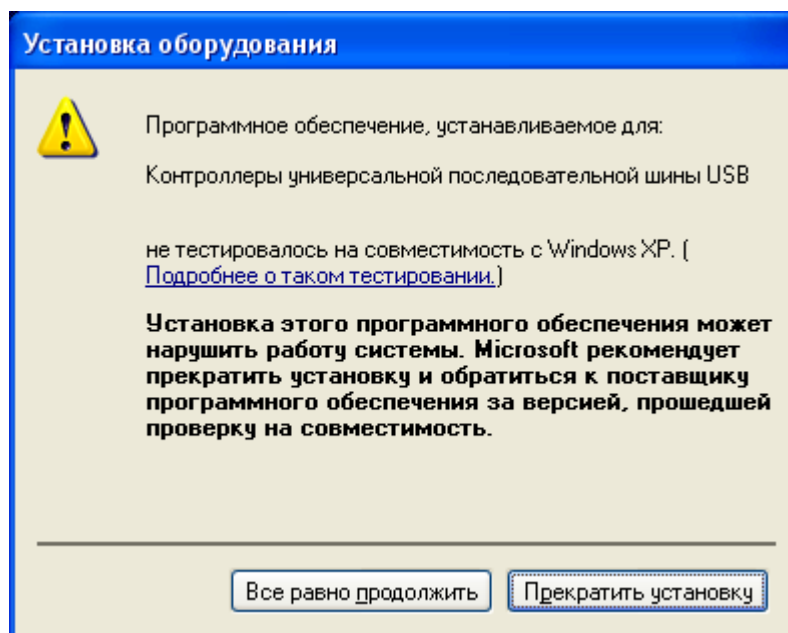 Установка оборудования
Программное обеспечение, устанавливаемое для:
Контроллеры универсальной последовательной шины USB
не тестировалось на совместимость с Windows XP. (
Подробнее о таком тестировании.)
Установка этого программного обеспечения может
нарушить работу системы. Microsoft рекомендует
прекратить установку и обратиться к поставщику
программного обеспечения за версией, прошедшей
проверку на совместимость.
Все равно продолжить
Прекратить установку